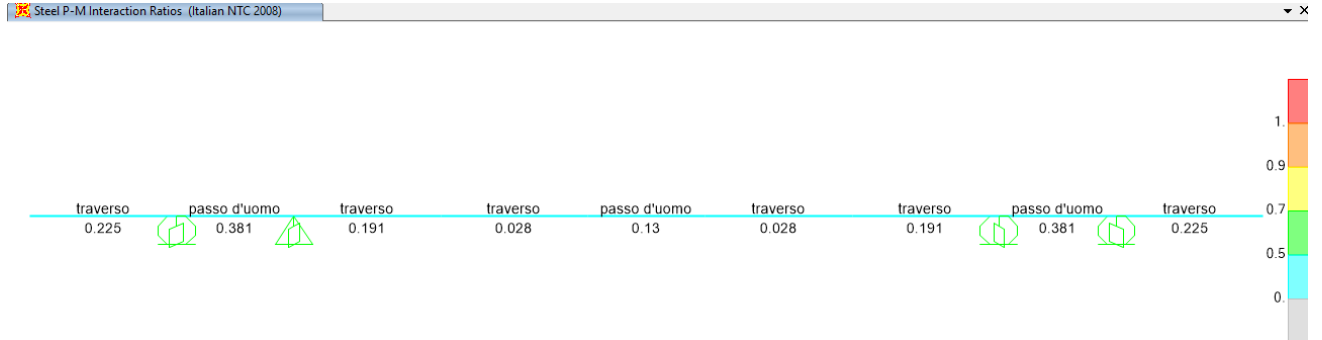 Steel P-M Interaction Ratios (Italian NTC 2008)
traverso passo d'uomo traverso traverso passo d'uomo traverso traverso passo d'uomo traverso
0.225 0.381 0.191 0.028 0.13 0.028 0.191 0.381 0.225
1.
0.9
0.7
0.5
0.